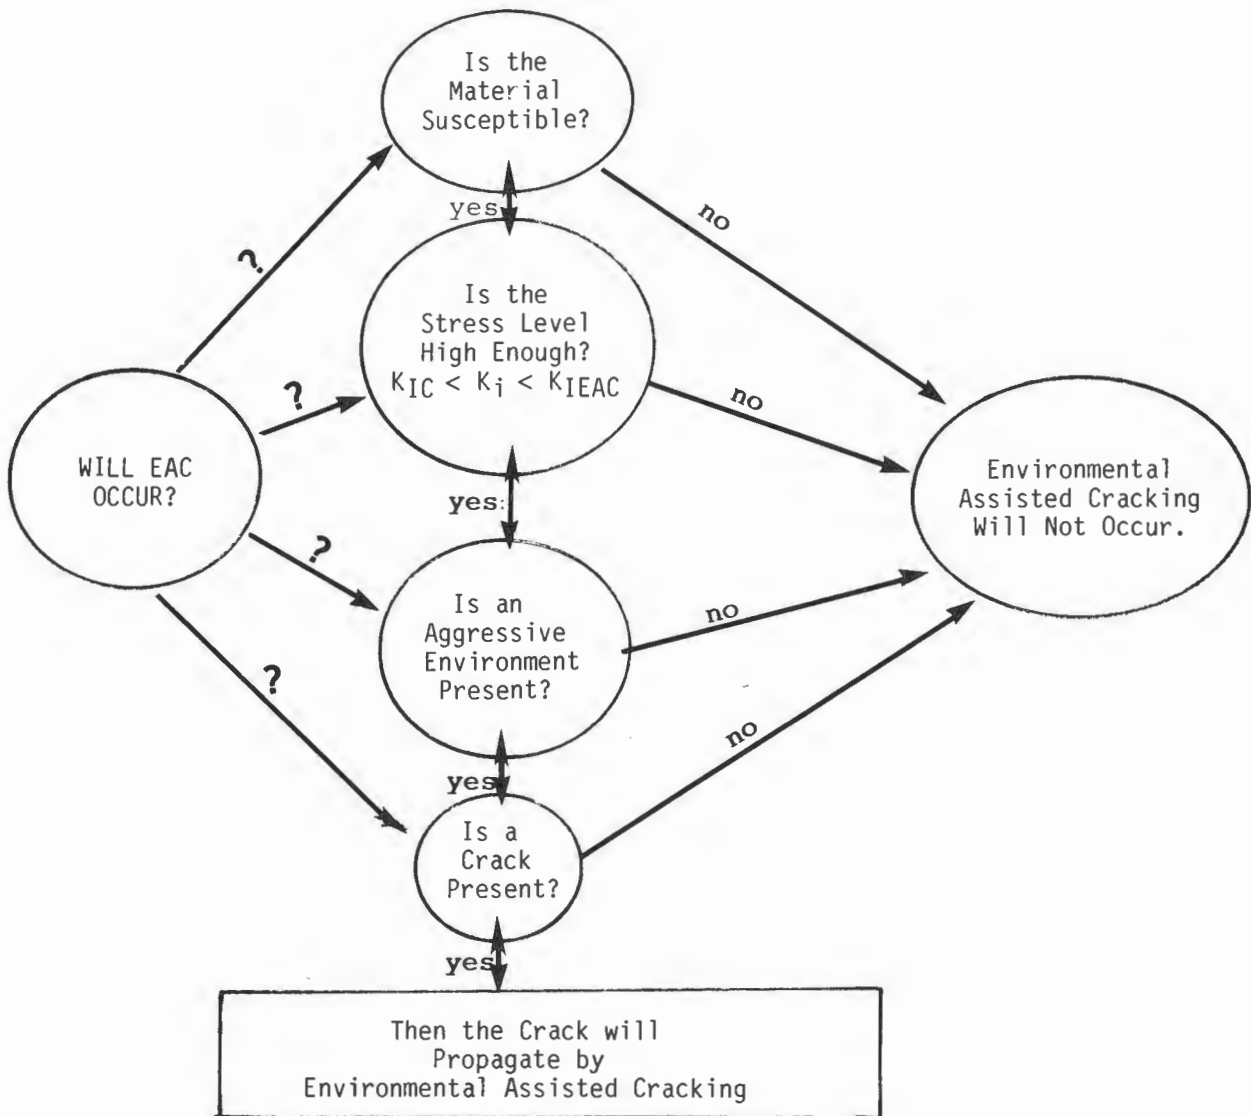 Is the
Material
Susceptible?
yes
no
?
Is the
Stress Level
High Enough?
K_IC < K_i < K_IEAC
?
no
WILL EAC
OCCUR?
Environmental
Assisted Cracking
Will Not Occur.
yes:
?
Is an
Aggressive
Environment
Present?
no
?
no
yes
Is a
Crack
Present?
yes
Then the Crack will
Propagate by
Environmental Assisted Cracking